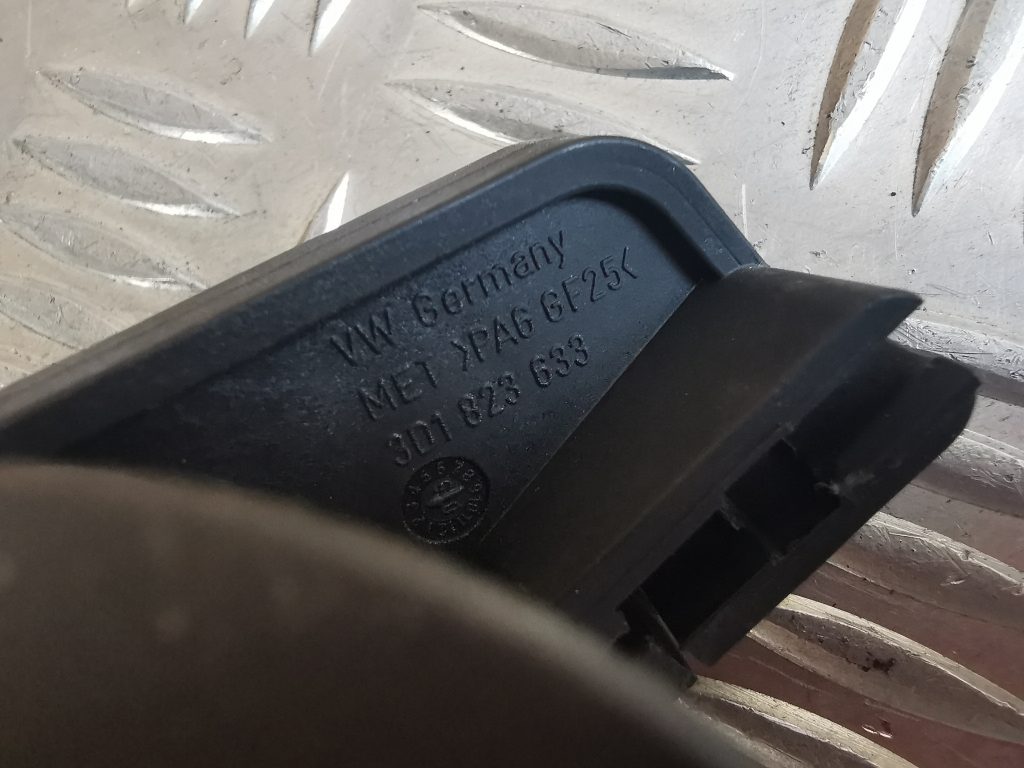 VW Germany
MET >PA6 GF25<
3D1 823 633